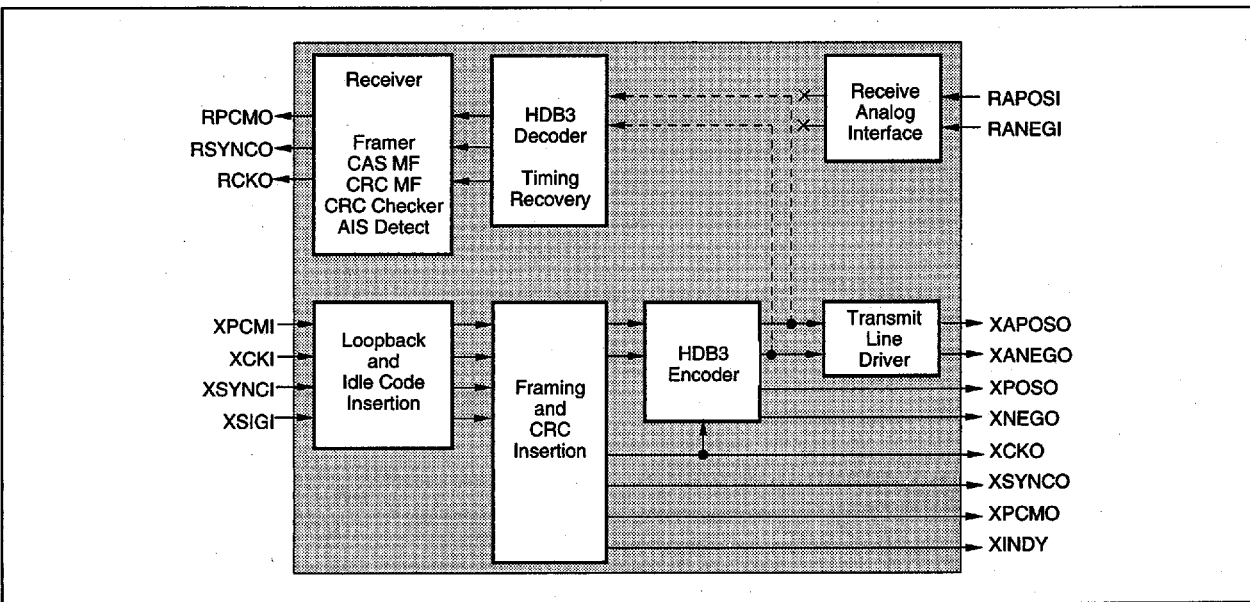 Receiver
Framer
CAS MF
CRC MF
CRC Checker
AIS Detect
HDB3
Decoder
Timing
Recovery
Receive
Analog
Interface
RAPOSI
RANEGI
RPCMO
RSYNCO
RCKO
XPCMI
XCKI
XSYNCI
XSIGI
Loopback
and
Idle Code
Insertion
Framing
and
CRC
Insertion
HDB3
Encoder
Transmit
Line
Driver
XAPOSO
XANEGO
XPOSO
XNEGO
XCKO
XSYNCO
XPCMO
XINDY